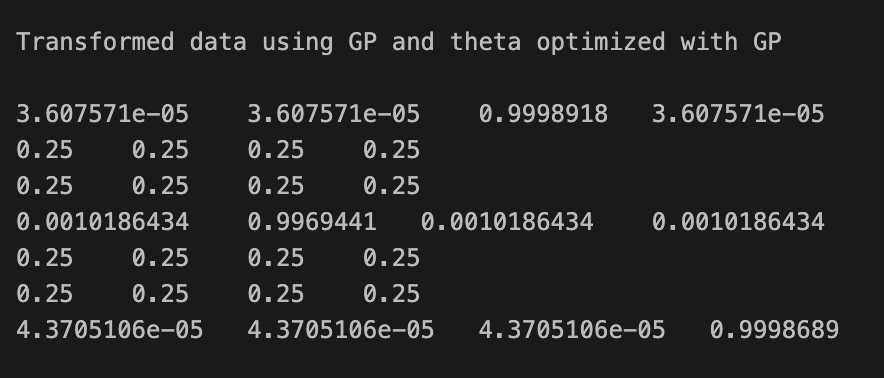 Transformed data using GP and theta optimized with GP
3.607571e-05 3.607571e-05 0.9998918 3.607571e-05
0.25 0.25 0.25 0.25
0.25 0.25 0.25 0.25
0.0010186434 0.9969441 0.0010186434 0.0010186434
0.25 0.25 0.25 0.25
0.25 0.25 0.25 0.25
4.3705106e-05 4.3705106e-05 4.3705106e-05 0.9998689